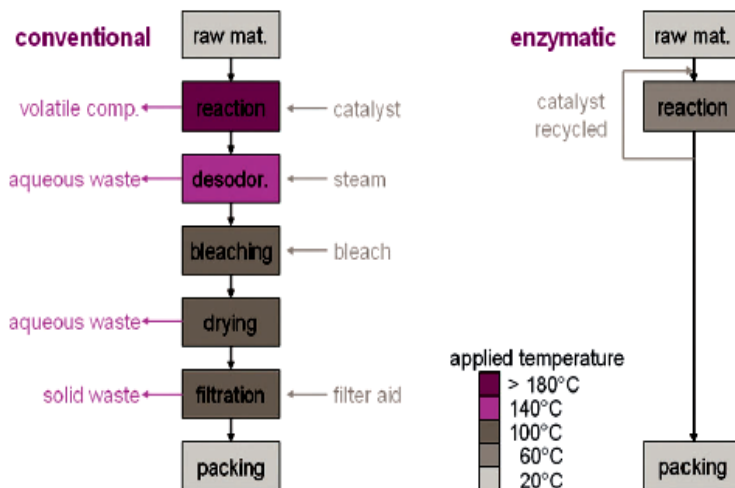 conventional
raw mat.
volatile comp.
reaction
catalyst
aqueous waste
desodor.
steam
bleaching
bleach
aqueous waste
drying
solid waste
filtration
filter aid
packing
enzymatic
raw mat.
catalyst
recycled
reaction
packing
applied temperature
> 180°C
140°C
100°C
60°C
20°C